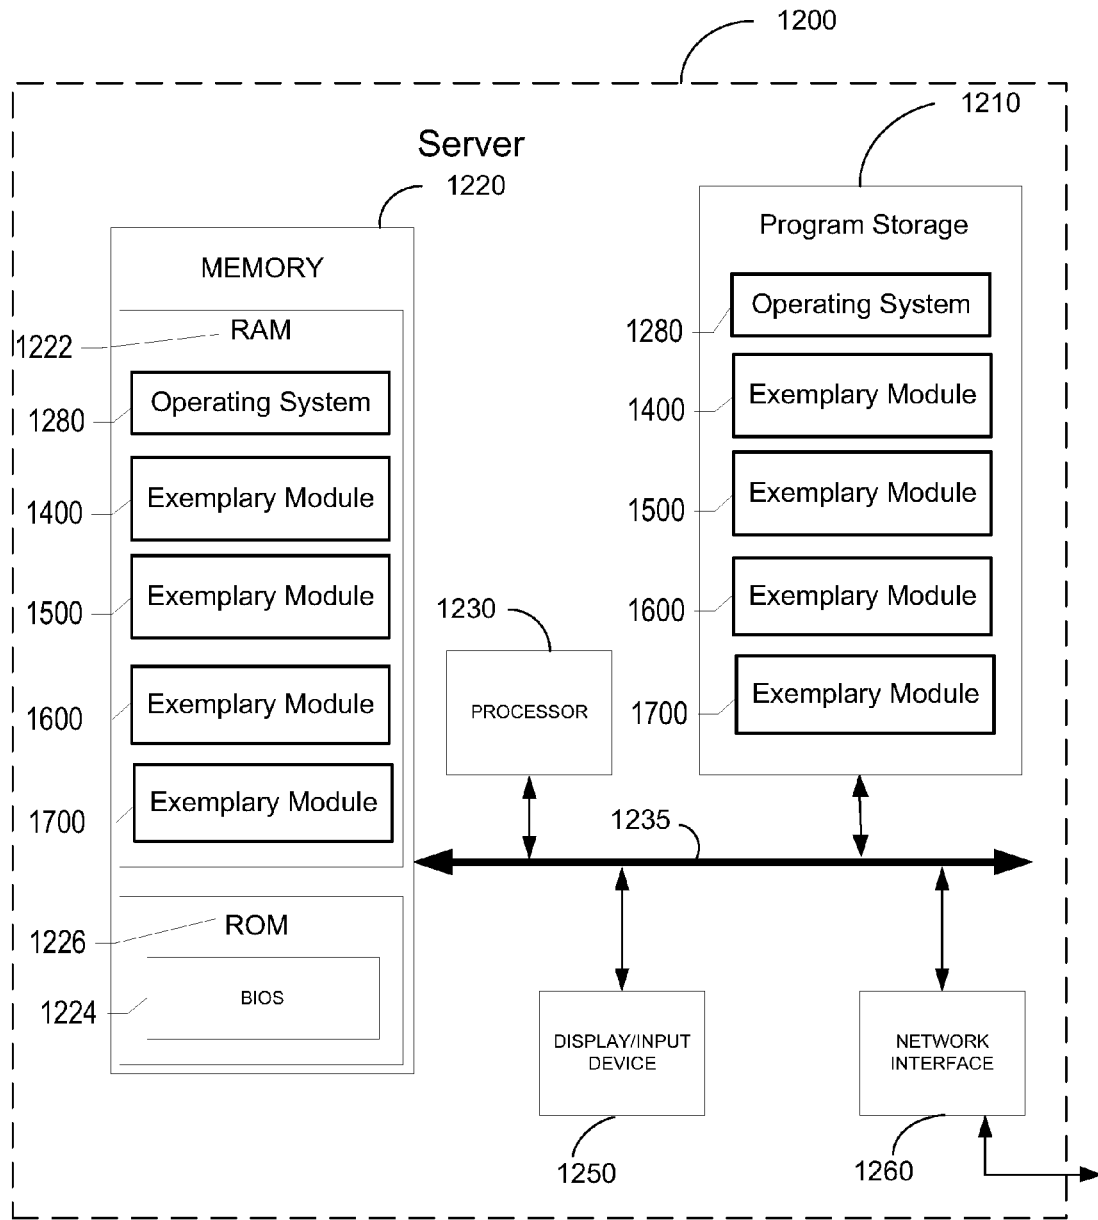 1200
1210
Server
1220
Program Storage
MEMORY
RAM
1222
Operating System
1280
Operating System
1280
Exemplary Module
1400
Exemplary Module
1400
Exemplary Module
1500
Exemplary Module
1500
Exemplary Module
1600
1230
Exemplary Module
1600
Exemplary Module
1700
PROCESSOR
Exemplary Module
1700
1235
ROM
1226
BIOS
1224
DISPLAY/INPUT
DEVICE
NETWORK
INTERFACE
1250
1260